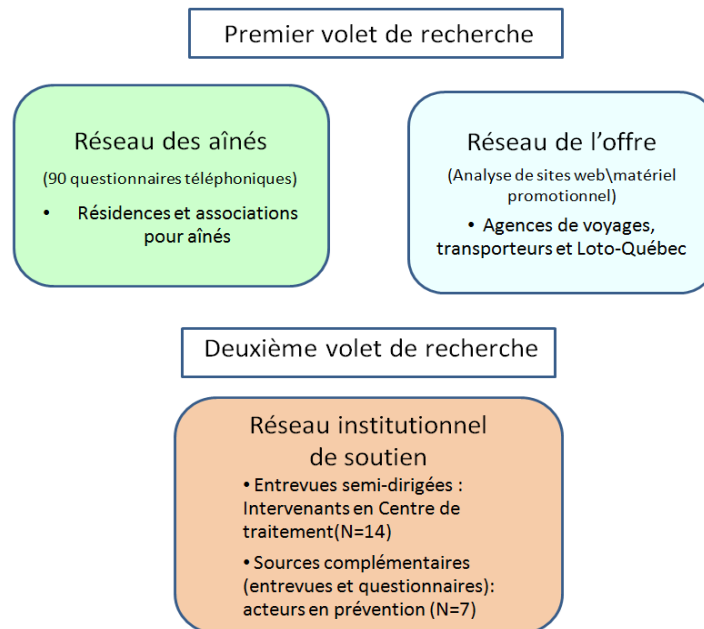 Premier volet de recherche
Réseau des aînés
(90 questionnaires téléphoniques)
• Résidences et associations
pour aînés
Réseau de l'offre
(Analyse de sites web\matériel
promotionnel)
• Agences de voyages,
transporteurs et Loto-Québec
Deuxième volet de recherche
Réseau institutionnel
de soutien
• Entrevues semi-dirigées :
Intervenants en Centre de
traitement(N=14)
• Sources complémentaires
(entrevues et questionnaires):
acteurs en prévention (N=7)